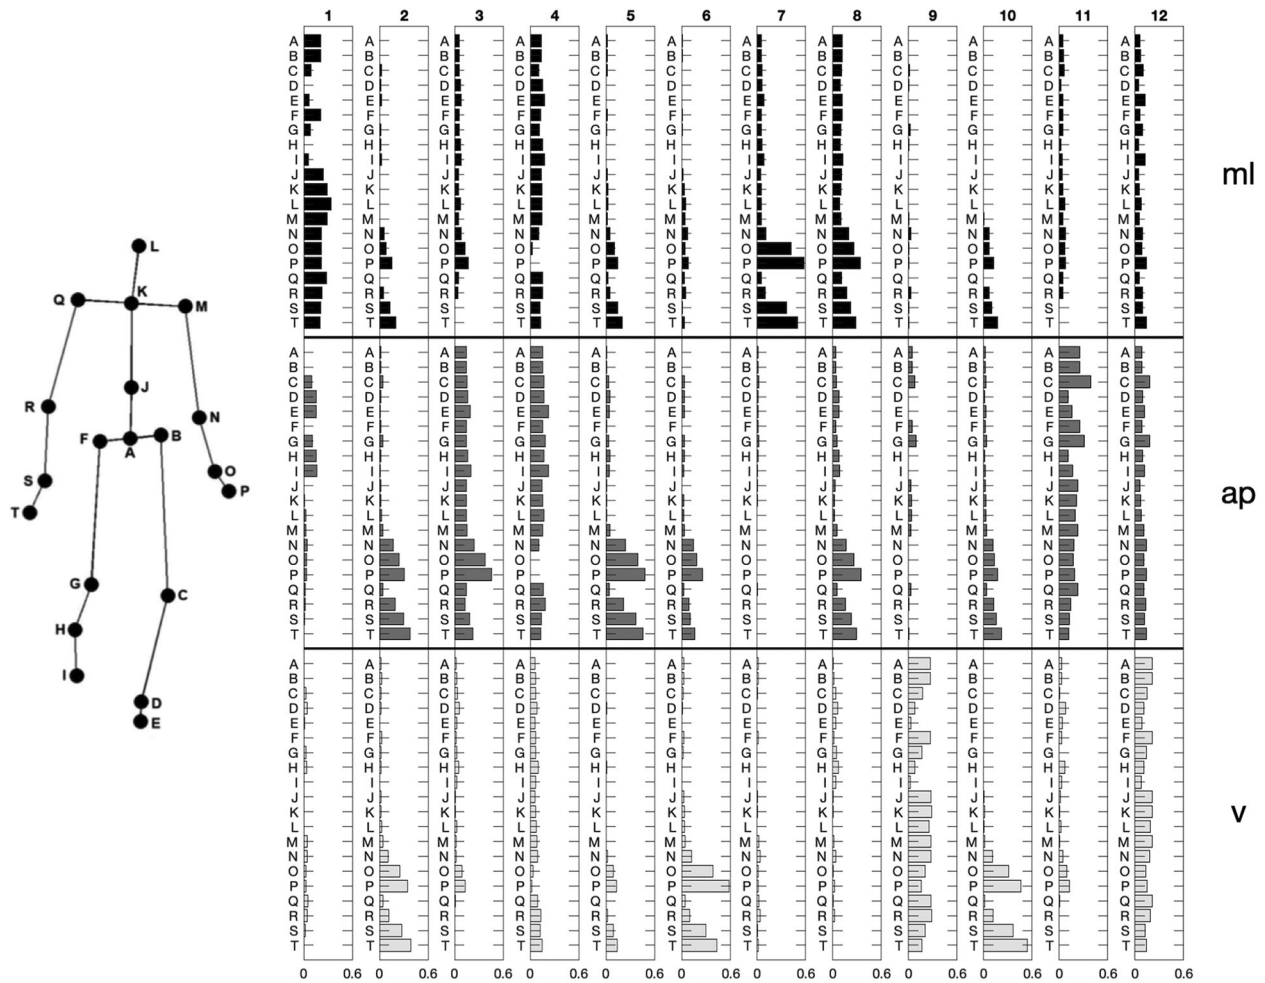 L
Q K M
J
R N
F A B
S O
T P
G C
H
I D
E
1 2 3 4 5 6 7 8 9 10 11 12
A A A A A A A A A A A A
B B B B B B B B B B B B
C C C C C C C C C C C C
D D D D D D D D D D D D
E E E E E E E E E E E E
F F F F F F F F F F F F
G G G G G G G G G G G G
H H H H H H H H H H H H
I I I I I I I I I I I I
J J J J J J J J J J J J
K K K K K K K K K K K K
L L L L L L L L L L L L
M M M M M M M M M M M M
N N N N N N N N N N N N
O O O O O O O O O O O O
P P P P P P P P P P P P
Q Q Q Q Q Q Q Q Q Q Q Q
R R R R R R R R R R R R
S S S S S S S S S S S S
T T T T T T T T T T T T
ml
A A A A A A A A A A A A
B B B B B B B B B B B B
C C C C C C C C C C C C
D D D D D D D D D D D D
E E E E E E E E E E E E
F F F F F F F F F F F F
G G G G G G G G G G G G
H H H H H H H H H H H H
I I I I I I I I I I I I
J J J J J J J J J J J J
K K K K K K K K K K K K
L L L L L L L L L L L L
M M M M M M M M M M M M
N N N N N N N N N N N N
O O O O O O O O O O O O
P P P P P P P P P P P P
Q Q Q Q Q Q Q Q Q Q Q Q
R R R R R R R R R R R R
S S S S S S S S S S S S
T T T T T T T T T T T T
ap
A A A A A A A A A A A A
B B B B B B B B B B B B
C C C C C C C C C C C C
D D D D D D D D D D D D
E E E E E E E E E E E E
F F F F F F F F F F F F
G G G G G G G G G G G G
H H H H H H H H H H H H
I I I I I I I I I I I I
J J J J J J J J J J J J
K K K K K K K K K K K K
L L L L L L L L L L L L
M M M M M M M M M M M M
N N N N N N N N N N N N
O O O O O O O O O O O O
P P P P P P P P P P P P
Q Q Q Q Q Q Q Q Q Q Q Q
R R R R R R R R R R R R
S S S S S S S S S S S S
T T T T T T T T T T T T
v
0 0.6 0 0.6 0 0.6 0 0.6 0 0.6 0 0.6 0 0.6 0 0.6 0 0.6 0 0.6 0 0.6 0 0.6